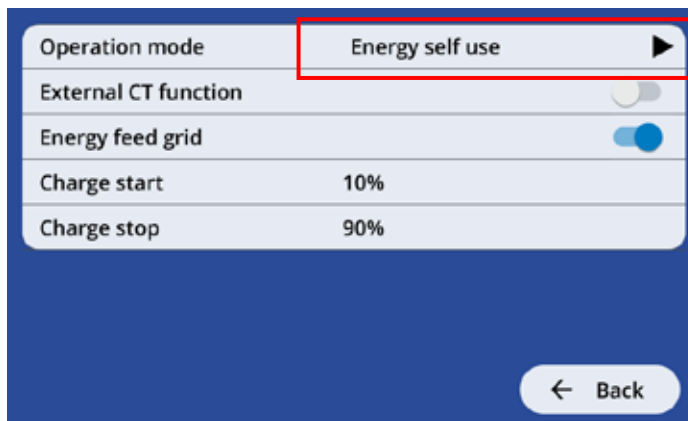 Operation mode Energy self use
External CT function
Energy feed grid
Charge start 10%
Charge stop 90%
Back